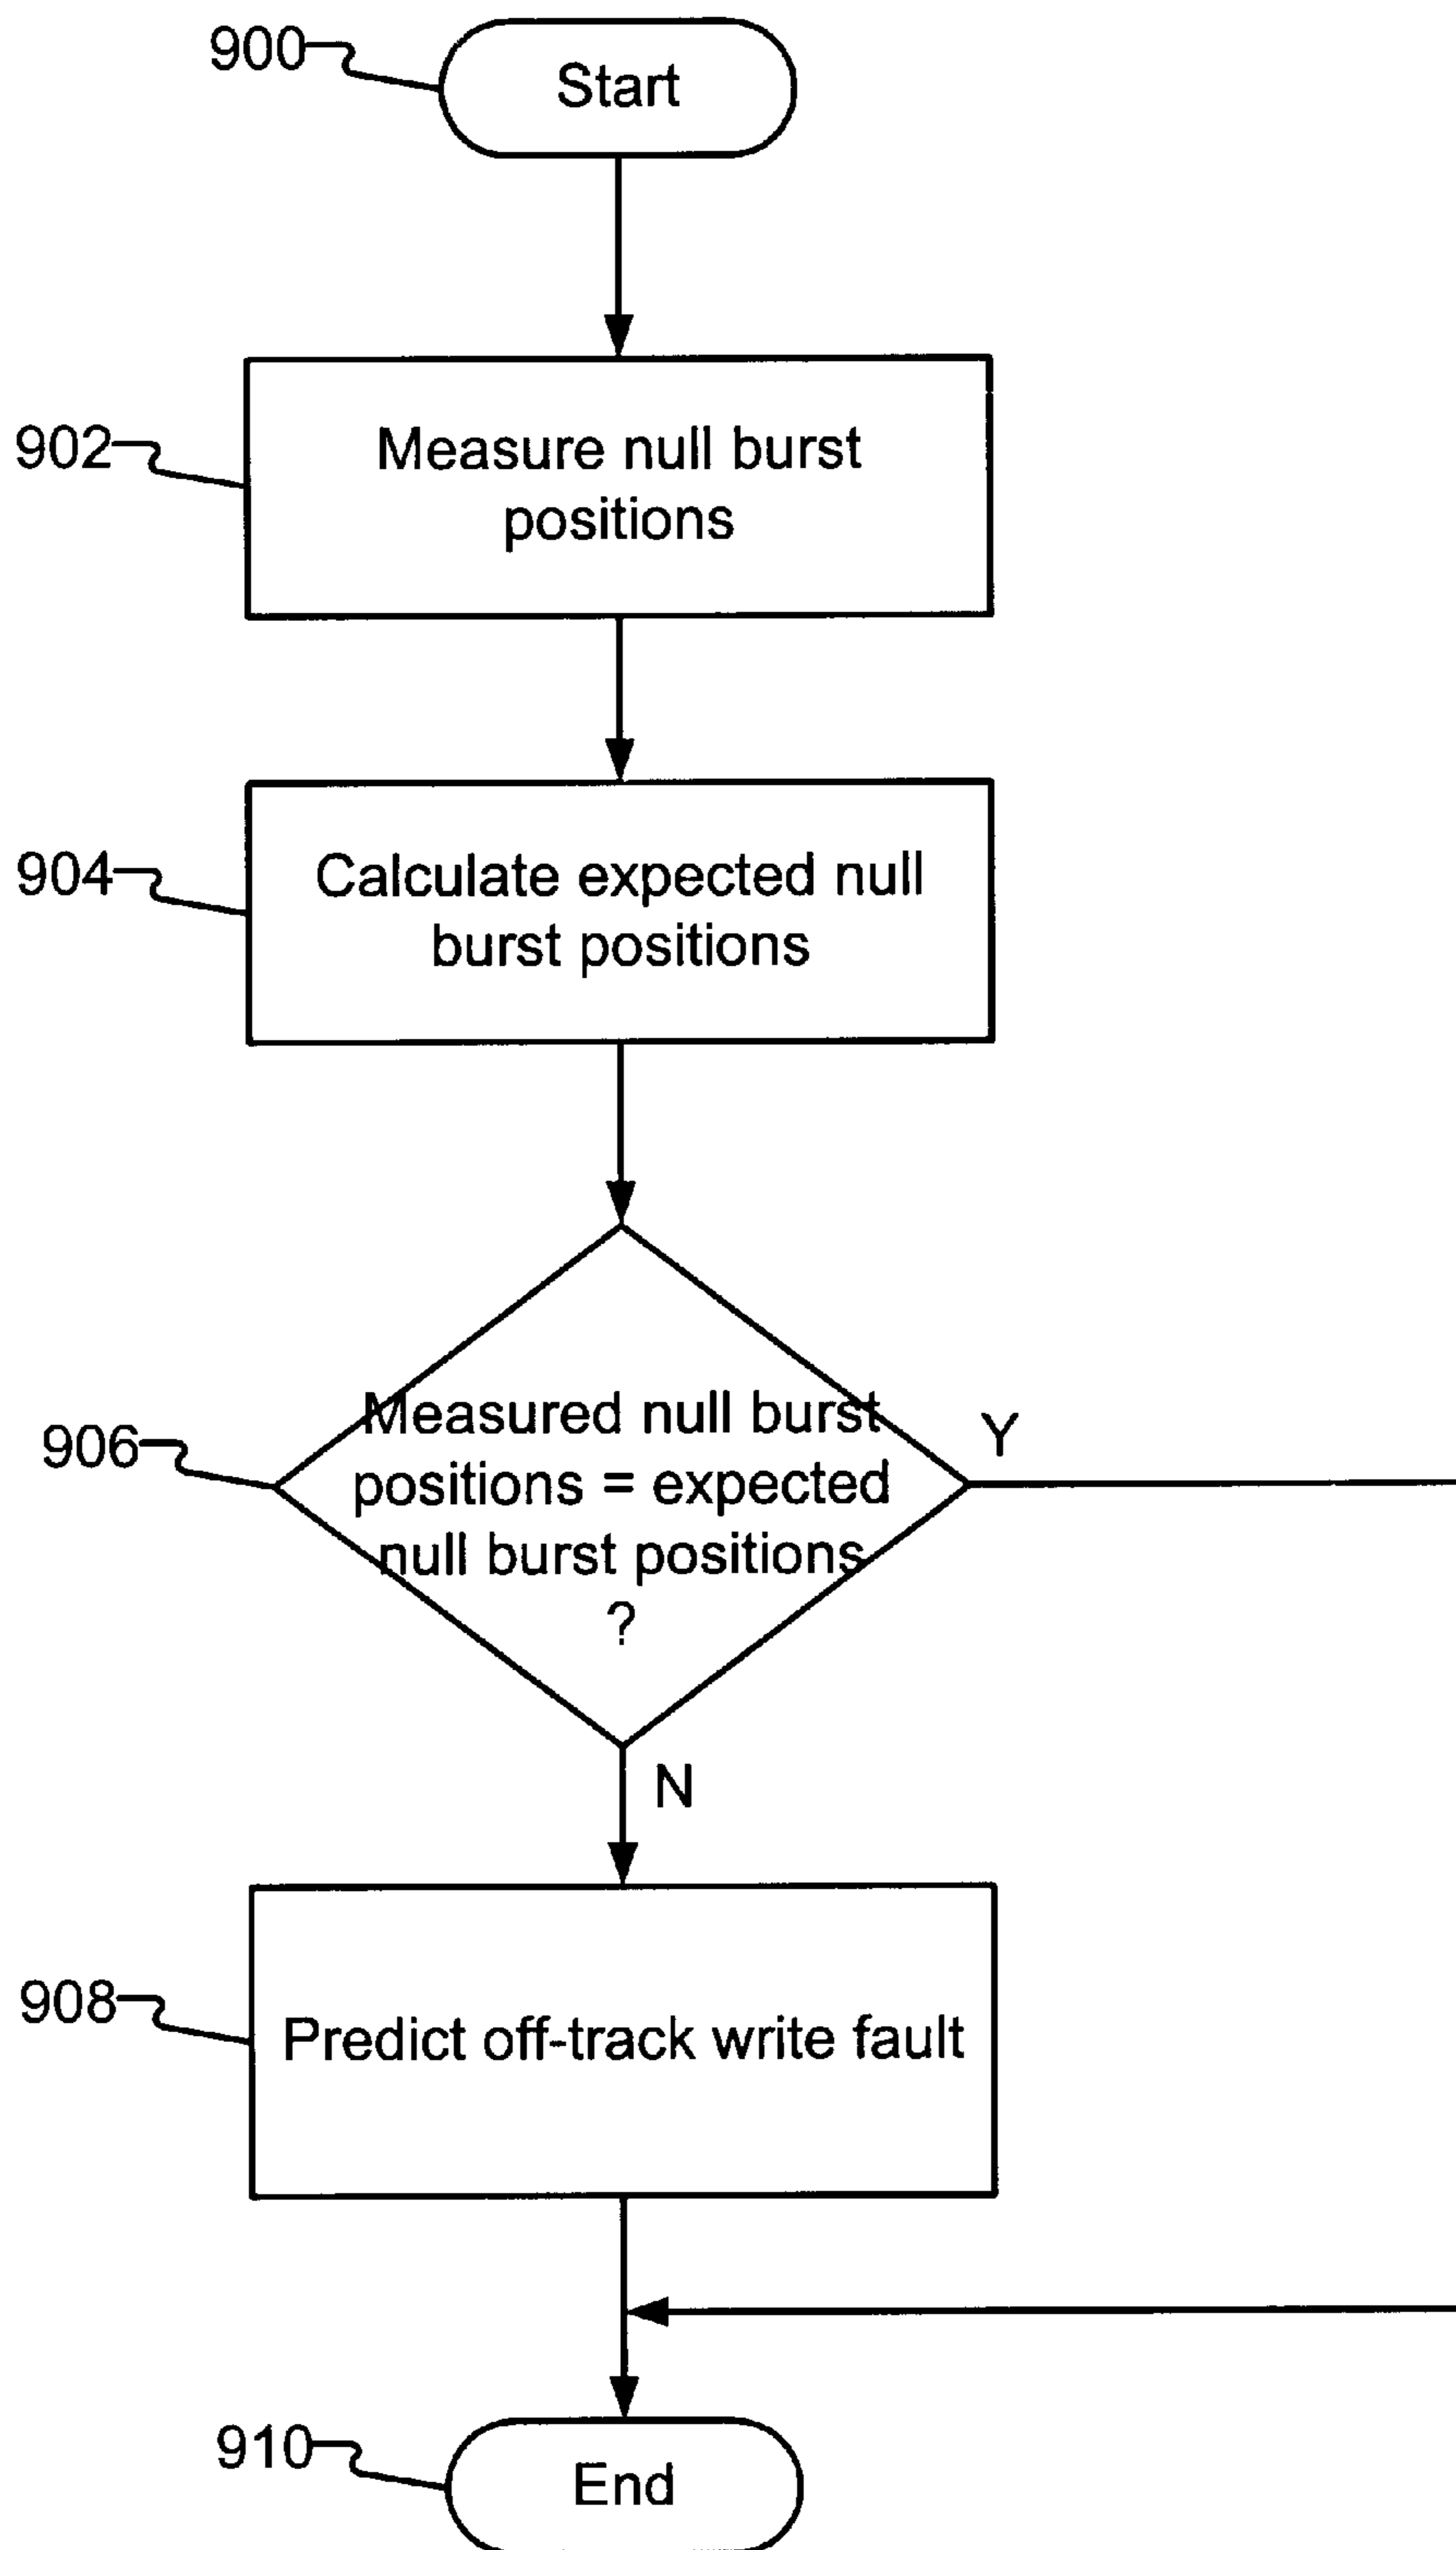 900
Start
902
Measure null burst
positions
904
Calculate expected null
burst positions
906
Measured null burst
positions = expected
null burst positions
?
Y
N
908
Predict off-track write fault
910
End